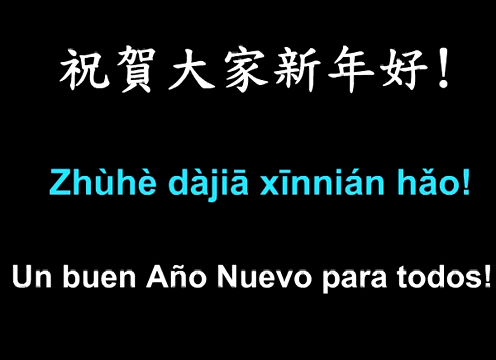 祝賀大家新年好!
Zhùhè dàjiā xīnnián hǎo!
Un buen Año Nuevo para todos!